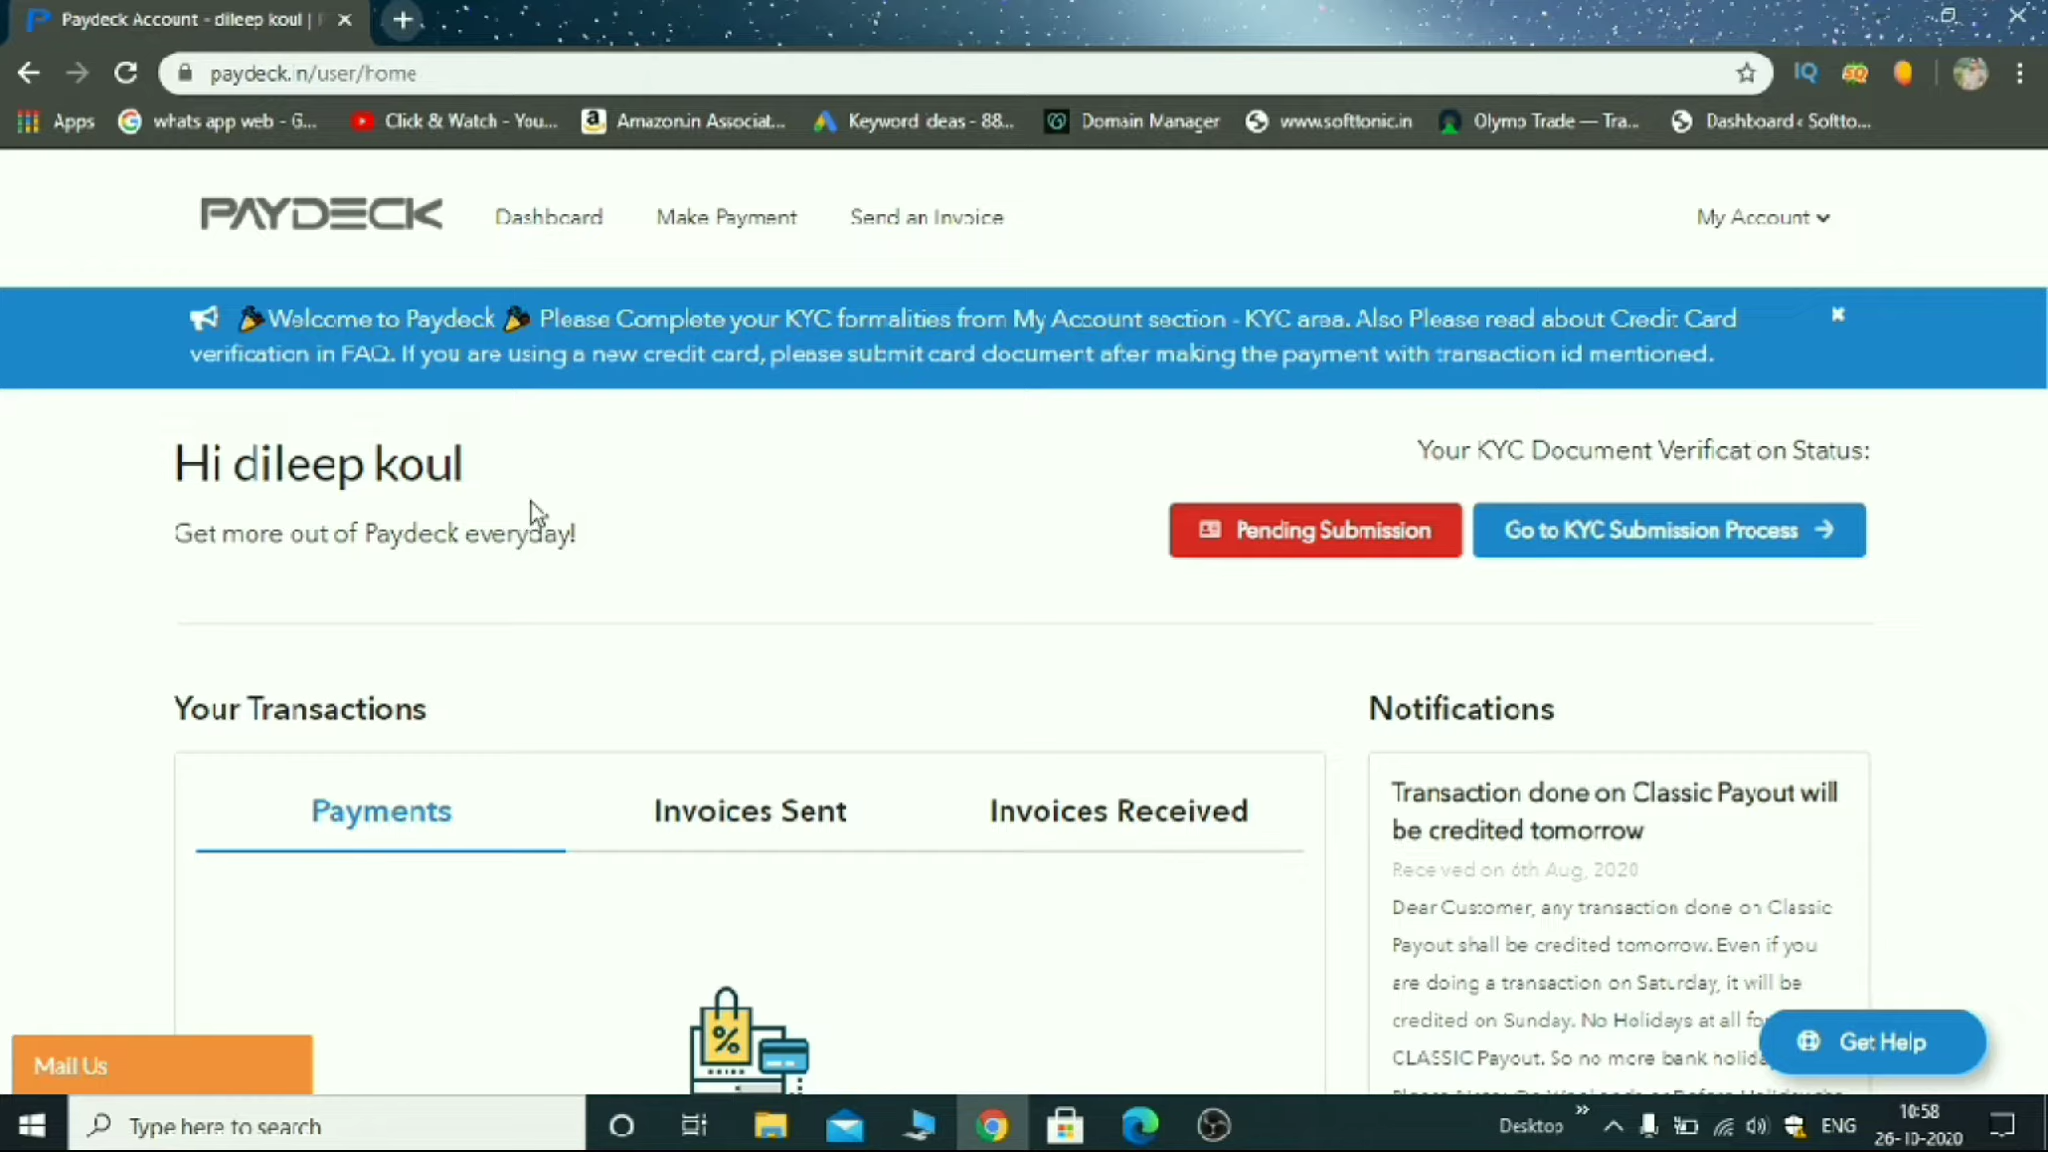 Paydeck Account - dileep koul |
paydeck.in/user/home
Apps
whats app web - G...
Click & Watch - You...
Amazon.in Associat...
Keyword ideas - 88...
Domain Manager
www.softtonic.in
Olymp Trade — Tra...
Dashboard ‹ Softto...
PAYDECK
Dashboard
Make Payment
Send an Invoice
My Account
Welcome to Paydeck Please Complete your KYC formalities from My Account section - KYC area. Also Please read about Credit Card
verification in FAQ. If you are using a new credit card, please submit card document after making the payment with transaction id mentioned.
Hi dileep koul
Get more out of Paydeck everyday!
Your KYC Document Verification Status:
Pending Submission
Go to KYC Submission Process
Your Transactions
Payments
Invoices Sent
Invoices Received
Notifications
Transaction done on Classic Payout will
be credited tomorrow
Received on 6th Aug, 2020
Dear Customer, any transaction done on Classic
Payout shall be credited tomorrow. Even if you
are doing a transaction on Saturday, it will be
credited on Sunday. No Holidays at all
CLASSIC Payout. So no more bank
Get Help
Mail Us
Type here to search
Desktop
ENG
10:58
26-10-2020